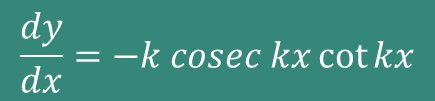 dy/dx = −k cosec kx cot kx